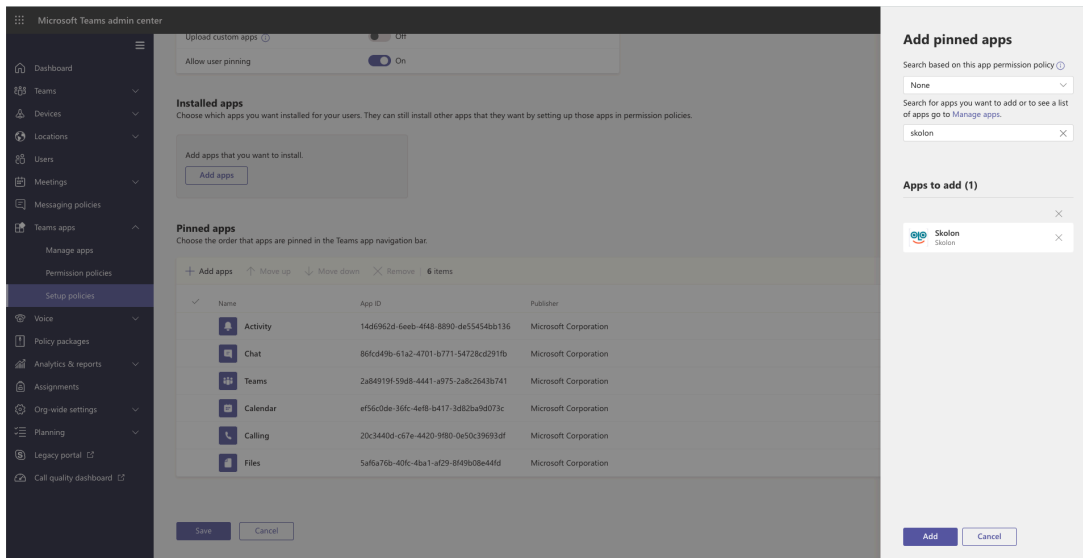 Microsoft Teams admin center
Dashboard
Teams
Devices
Locations
Users
Meetings
Messaging policies
Teams apps
Manage apps
Permission policies
Setup policies
Voice
Policy packages
Analytics & reports
Assignments
Org-wide settings
Planning
Legacy portal
Call quality dashboard
Upload custom apps Off
Allow user pinning On
Installed apps
Choose which apps you want installed for your users. They can still install other apps that they want by setting up those apps in permission policies.
Add apps that you want to install.
Add apps
Pinned apps
Choose the order that apps are pinned in the Teams app navigation bar.
Add apps Move up Move down Remove 6 items
Name App ID Publisher
Activity 14d6962d-6eeb-4f48-8890-de55454bb136 Microsoft Corporation
Chat 86fcd49b-61a2-4701-b771-54728cd291fb Microsoft Corporation
Teams 2a84919f-59d8-4441-a975-2a8c2643b741 Microsoft Corporation
Calendar ef56c0de-36fc-4ef8-b417-3d82ba9d073c Microsoft Corporation
Calling 20c3440d-c67e-4420-9f80-0e50c39693df Microsoft Corporation
Files 5af6a76b-40fc-4ba1-af29-8f49b08e44fd Microsoft Corporation
Save Cancel
Add pinned apps
Search based on this app permission policy
None
Search for apps you want to add or to see a list
of apps go to Manage apps.
skolon
Apps to add (1)
Skolon
Skolon
Add Cancel